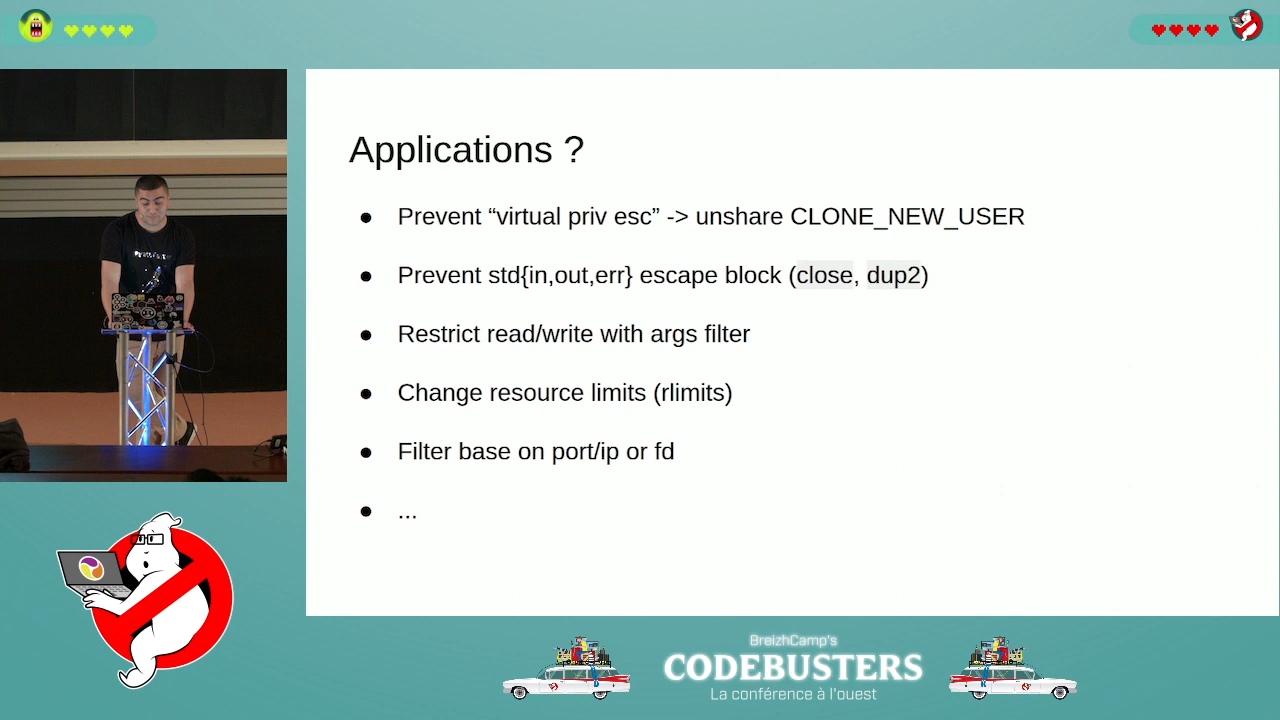 Applications ?
● Prevent “virtual priv esc” -> unshare CLONE_NEW_USER
● Prevent std{in,out,err} escape block (close, dup2)
● Restrict read/write with args filter
● Change resource limits (rlimits)
● Filter base on port/ip or fd
● ...
BreizhCamp's
CODEBUSTERS
La conférence à l'ouest